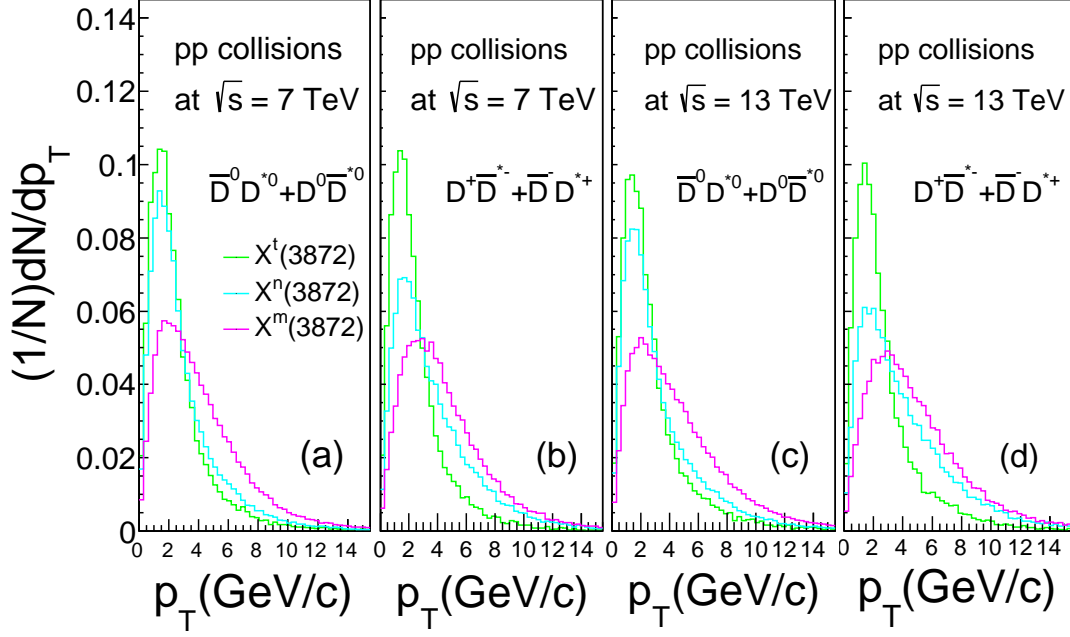 (1/N)dN/dp_T
0.14
0.12
0.1
0.08
0.06
0.04
0.02
0
pp collisions
at √s = 7 TeV
D̅⁰D*⁰+D⁰D̅*⁰
X^t(3872)
X^n(3872)
X^m(3872)
(a)
0 2 4 6 8 10 12 14
p_T(GeV/c)
pp collisions
at √s = 7 TeV
D⁺D̅*⁻+D̅⁻D*⁺
(b)
0 2 4 6 8 10 12 14
p_T(GeV/c)
pp collisions
at √s = 13 TeV
D̅⁰D*⁰+D⁰D̅*⁰
(c)
0 2 4 6 8 10 12 14
p_T(GeV/c)
pp collisions
at √s = 13 TeV
D⁺D̅*⁻+D̅⁻D*⁺
(d)
0 2 4 6 8 10 12 14
p_T(GeV/c)